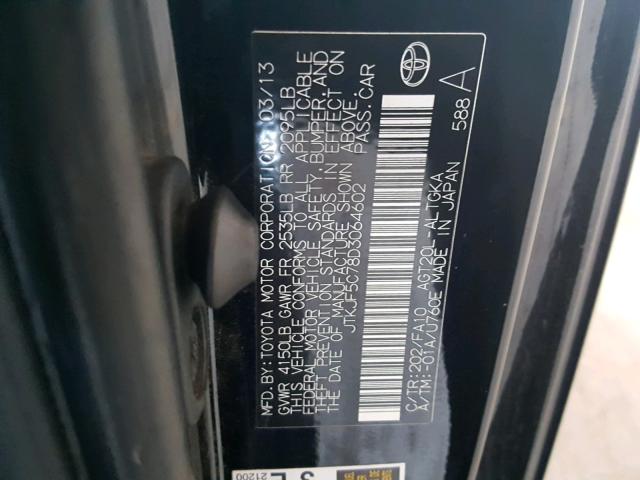 MFD.BY:TOYOTA MOTOR CORPORATION 03/13
GVWR 4150LB GAWR FR 2535LB RR 2095LB
THIS VEHICLE CONFORMS TO ALL APPLICABLE
FEDERAL MOTOR VEHICLE SAFETY, BUMPER, AND
THEFT PREVENTION STANDARDS IN EFFECT ON
THE DATE OF MANUFACTURE SHOWN ABOVE.
JTKJF5C78D3064602 PASS.CAR
C/TR:202/FA10 AGT20L-ALTGKA
A/TM:-01A/U760E MADE IN JAPAN
588 A
21200